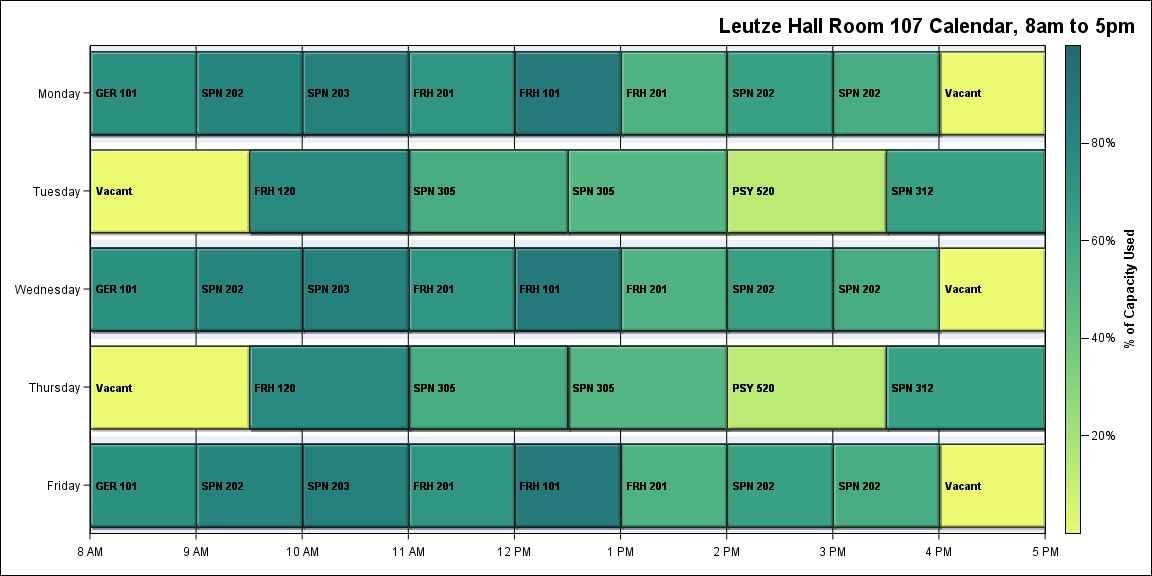 Leutze Hall Room 107 Calendar, 8am to 5pm
Monday
GER 101
SPN 202
SPN 203
FRH 201
FRH 101
FRH 201
SPN 202
SPN 202
Vacant
80%
Tuesday
Vacant
FRH 120
SPN 305
SPN 305
PSY 520
SPN 312
60%
Wednesday
GER 101
SPN 202
SPN 203
FRH 201
FRH 101
FRH 201
SPN 202
SPN 202
Vacant
% of Capacity Used
40%
Thursday
Vacant
FRH 120
SPN 305
SPN 305
PSY 520
SPN 312
20%
Friday
GER 101
SPN 202
SPN 203
FRH 201
FRH 101
FRH 201
SPN 202
SPN 202
Vacant
8 AM
9 AM
10 AM
11 AM
12 PM
1 PM
2 PM
3 PM
4 PM
5 PM